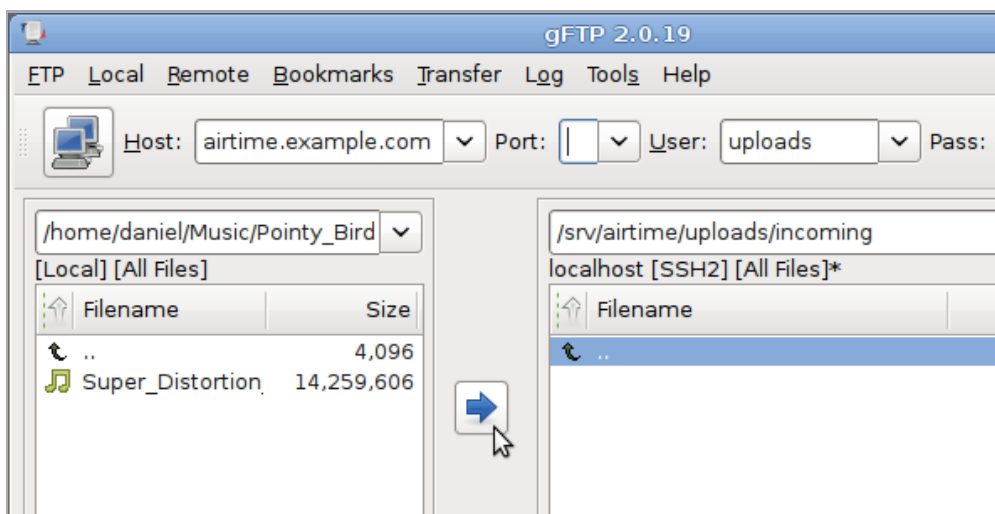 gFTP 2.0.19
FTP Local Remote Bookmarks Transfer Log Tools Help
Host: airtime.example.com Port: User: uploads Pass:
/home/daniel/Music/Pointy_Bird
[Local] [All Files]
Filename Size
.. 4,096
Super_Distortion_ 14,259,606
/srv/airtime/uploads/incoming
localhost [SSH2] [All Files]*
Filename
..